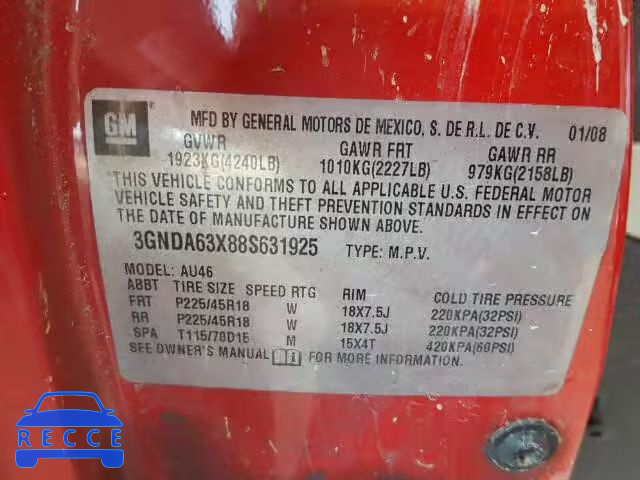 GM ®
MFD BY GENERAL MOTORS DE MEXICO, S. DE R.L. DE C.V. 01/08
GVWR GAWR FRT GAWR RR
1923KG(4240LB) 1010KG(2227LB) 979KG(2158LB)
THIS VEHICLE CONFORMS TO ALL APPLICABLE U.S. FEDERAL MOTOR
VEHICLE SAFETY AND THEFT PREVENTION STANDARDS IN EFFECT ON
THE DATE OF MANUFACTURE SHOWN ABOVE.
3GNDA63X88S631925 TYPE: M.P.V.
MODEL: AU46
ABBT TIRE SIZE SPEED RTG RIM COLD TIRE PRESSURE
FRT P225/45R18 W 18X7.5J 220KPA(32PSI)
RR P225/45R18 W 18X7.5J 220KPA(32PSI)
SPA T115/70D15 M 15X4T 420KPA(60PSI)
SEE OWNER'S MANUAL FOR MORE INFORMATION.
RECCE